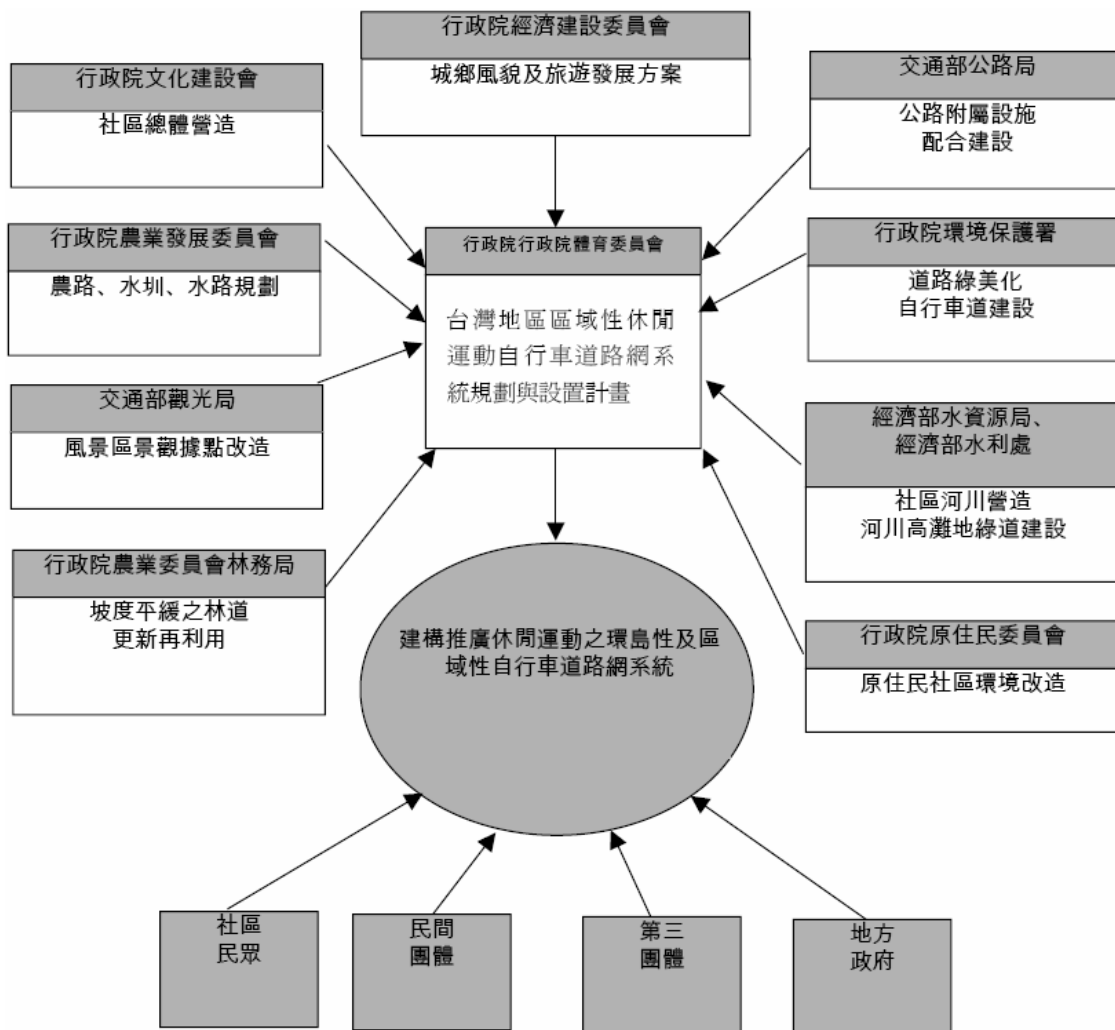 行政院經濟建設委員會
城鄉風貌及旅遊發展方案
行政院文化建設會
社區總體營造
交通部公路局
公路附屬設施
配合建設
行政院農業發展委員會
農路、水圳、水路規劃
行政院行政院體育委員會
台灣地區區域性休閒
運動自行車道路網系
統規劃與設置計畫
行政院環境保護署
道路綠美化
自行車道建設
交通部觀光局
風景區景觀據點改造
經濟部水資源局、
經濟部水利處
社區河川營造
河川高灘地綠道建設
行政院農業委員會林務局
坡度平緩之林道
更新再利用
建構推廣休閒運動之環島性及區
域性自行車道路網系統
行政院原住民委員會
原住民社區環境改造
社區
民眾
民間
團體
第三
團體
地方
政府